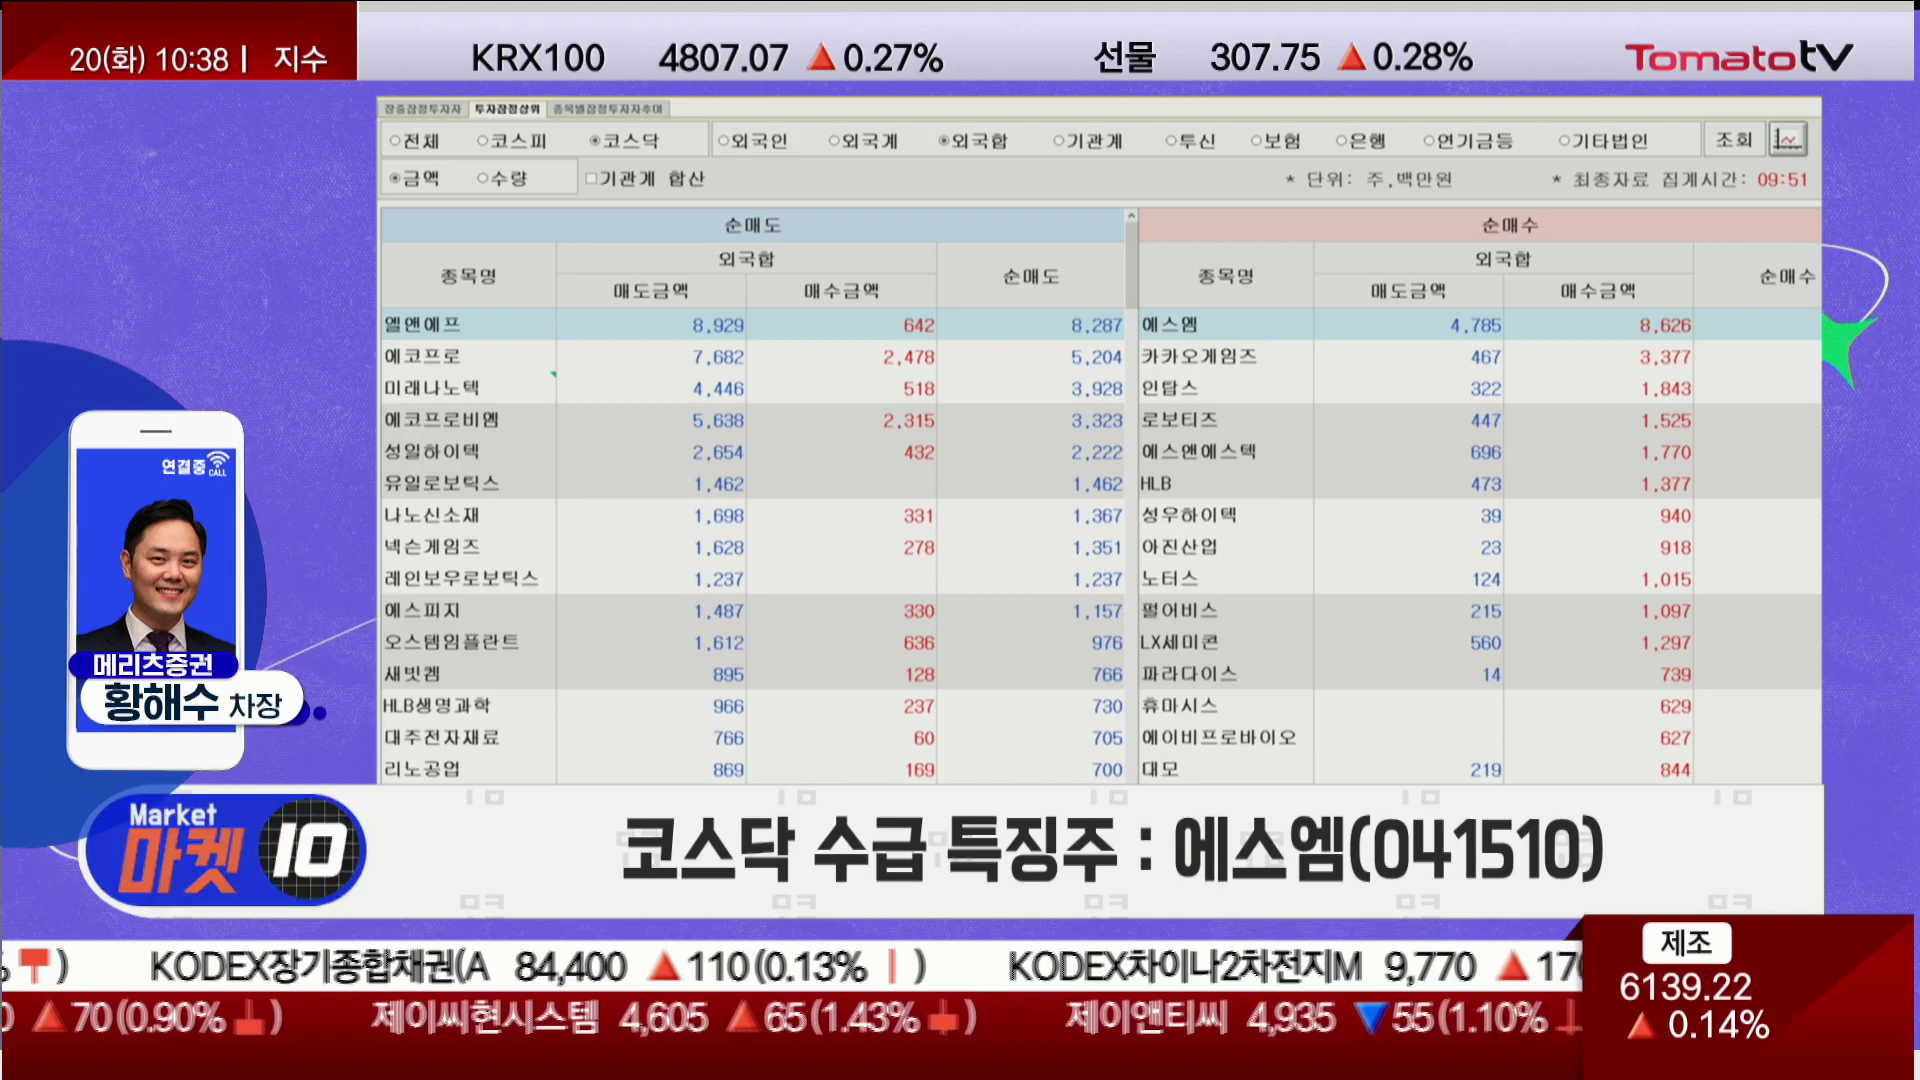 20(화) 10:38 | 지수
KRX100 4807.07 ▲ 0.27% 선물 307.75 ▲ 0.28%
Tomatotv
장중잠정투자자 투자잠정상위 종목별잠정투자자추이
전체 코스피 코스닥 외국인 외국계 외국합 기관계 투신 보험 은행 연기금등 기타법인 조회
금액 수량 기관계 합산 * 단위: 주,백만원 * 최종자료 집계시간: 09:51
순매도 순매수
종목명 외국합 순매도 종목명 외국합 순매수
매도금액 매수금액 매도금액 매수금액
엘앤에프 8,929 642 8,287 에스엠 4,785 8,626
에코프로 7,682 2,478 5,204 카카오게임즈 467 3,377
미래나노텍 4,446 518 3,928 인탑스 322 1,843
에코프로비엠 5,638 2,315 3,323 로보티즈 447 1,525
성일하이텍 2,654 432 2,222 에스앤에스텍 696 1,770
유일로보틱스 1,462 1,462 HLB 473 1,377
나노신소재 1,698 331 1,367 성우하이텍 39 940
넥슨게임즈 1,628 278 1,351 아진산업 23 918
레인보우로보틱스 1,237 1,237 노터스 124 1,015
에스피지 1,487 330 1,157 펄어비스 215 1,097
오스템임플란트 1,612 636 976 LX세미콘 560 1,297
새빗켐 895 128 766 파라다이스 14 739
HLB생명과학 966 237 730 휴마시스 629
대주전자재료 766 60 705 에이비프로바이오 627
리노공업 869 169 700 대모 219 844
연결중 CALL
메리츠증권
황해수 차장
Market
마켓 10
코스닥 수급 특징주 : 에스엠(041510)
) KODEX장기종합채권(A 84,400 ▲110(0.13% ) KODEX차이나2차전지M 9,770 ▲17
▲70(0.90% ) 제이씨현시스템 4,605 ▲65(1.43% ) 제이앤티씨 4,935 ▼55(1.10%
제조
6139.22
▲ 0.14%